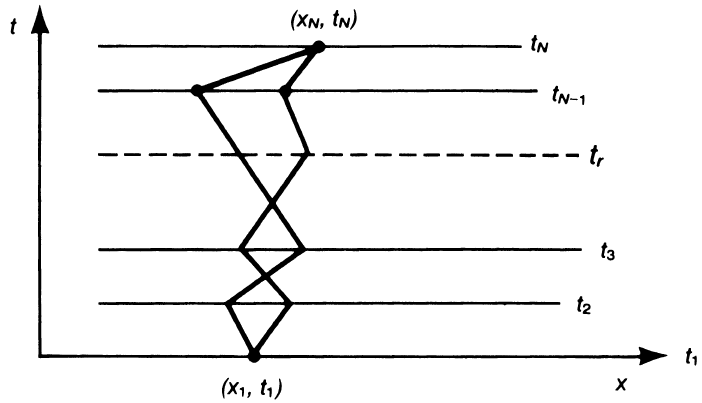 (x_N, t_N)
t
t_N
t_{N-1}
t_r
t_3
t_2
t_1
(x_1, t_1)
x